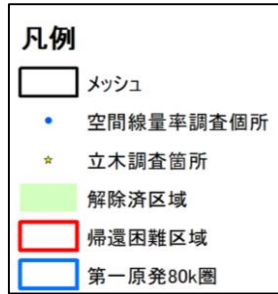 凡例
メッシュ
空間線量率調査個所
立木調査箇所
解除済区域
帰還困難区域
第一原発80k圏